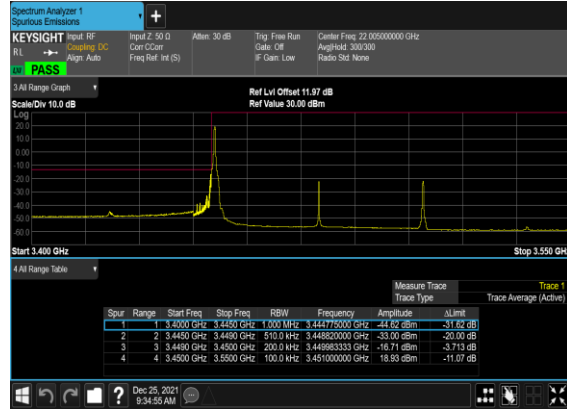 Spectrum Analyzer 1
Spurious Emissions
KEYSIGHT Input: RF Input Z: 50 Ω Atten: 30 dB Trig: Free Run Center Freq: 22.005000000 GHz
RL Coupling: DC Corr CCorr Gate: Off Avg|Hold: 300/300
Align: Auto Freq Ref: Int (S) IF Gain: Low Radio Std: None
PASS
3 All Range Graph
Ref Lvl Offset 11.97 dB
Scale/Div 10.0 dB Ref Value 30.00 dBm
Log
20.0
10.0
0.00
-10.0
-20.0
-30.0
-40.0
-50.0
-60.0
Start 3.400 GHz Stop 3.550 GH
4 All Range Table
Measure Trace Trace 1
Trace Type Trace Average (Active)
Spur Range Start Freq Stop Freq RBW Frequency Amplitude ΔLimit
1 1 3.4000 GHz 3.4450 GHz 1.000 MHz 3.444775000 GHz -44.62 dBm -31.62 dB
2 2 3.4450 GHz 3.4490 GHz 510.0 kHz 3.448820000 GHz -33.00 dBm -20.00 dB
3 3 3.4490 GHz 3.4500 GHz 200.0 kHz 3.449983333 GHz -16.71 dBm -3.713 dB
4 4 3.4500 GHz 3.5500 GHz 100.0 kHz 3.451000000 GHz 18.93 dBm -11.07 dB
? Dec 25, 2021
9:34:55 AM